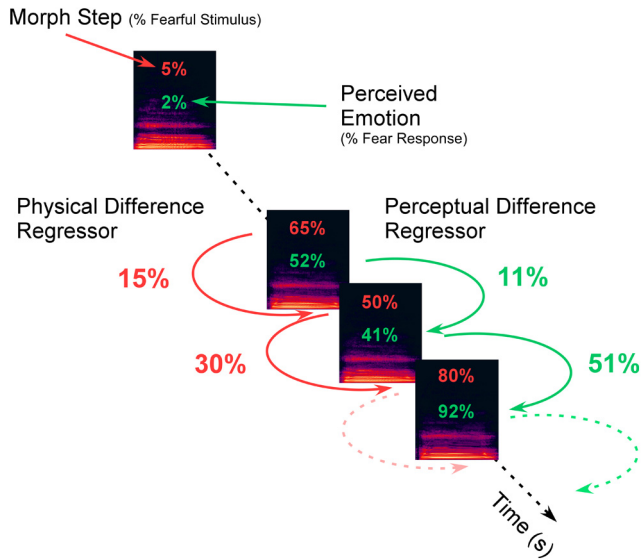 Morph Step (% Fearful Stimulus)
5%
2%
Perceived
Emotion
(% Fear Response)
Physical Difference
Regressor
Perceptual Difference
Regressor
65%
52%
15%
11%
50%
41%
30%
51%
80%
92%
Time (s)